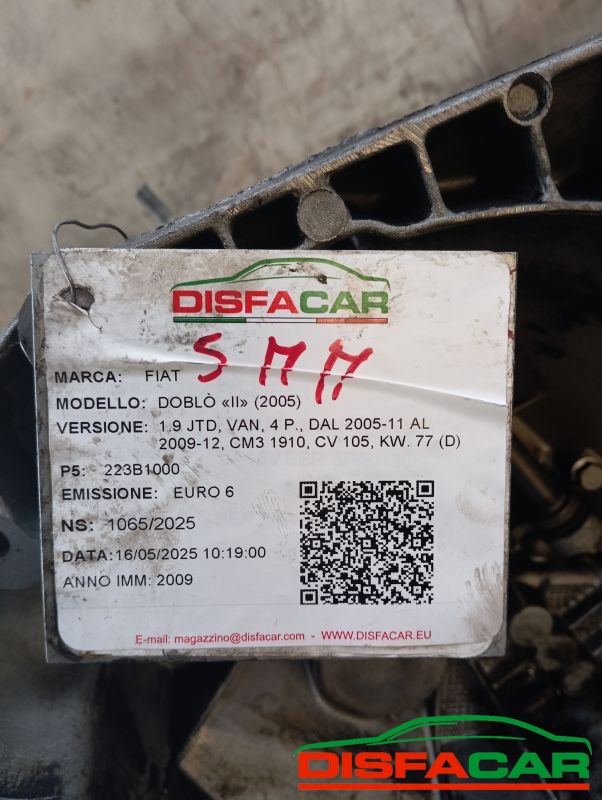 DISFACAR
S M M
MARCA: FIAT
MODELLO: DOBLÒ «II» (2005)
VERSIONE: 1.9 JTD, VAN, 4 P., DAL 2005-11 AL
2009-12, CM3 1910, CV 105, KW. 77 (D)
P5: 223B1000
EMISSIONE: EURO 6
NS: 1065/2025
DATA:16/05/2025 10:19:00
ANNO IMM: 2009
E-mail: magazzino@disfacar.com - WWW.DISFACAR.EU
DISFACAR